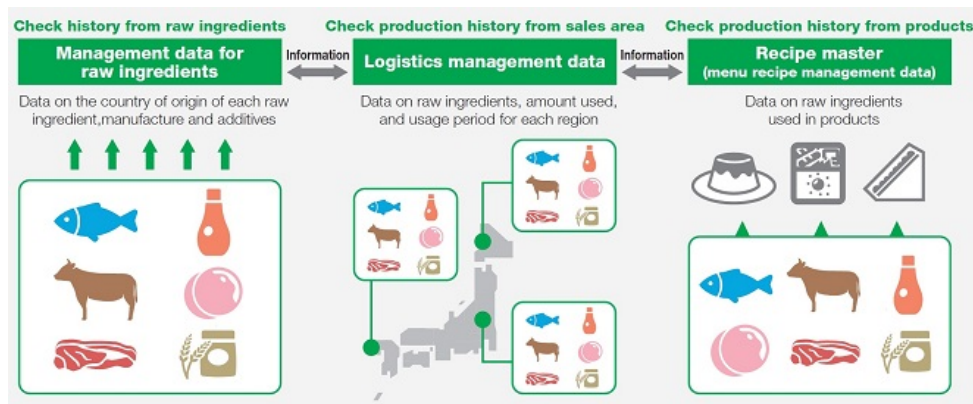 Check history from raw ingredients
Management data for
raw ingredients
Data on the country of origin of each raw
ingredient,manufacture and additives
Information
Check production history from sales area
Logistics management data
Data on raw ingredients, amount used,
and usage period for each region
Information
Check production history from products
Recipe master
(menu recipe management data)
Data on raw ingredients
used in products